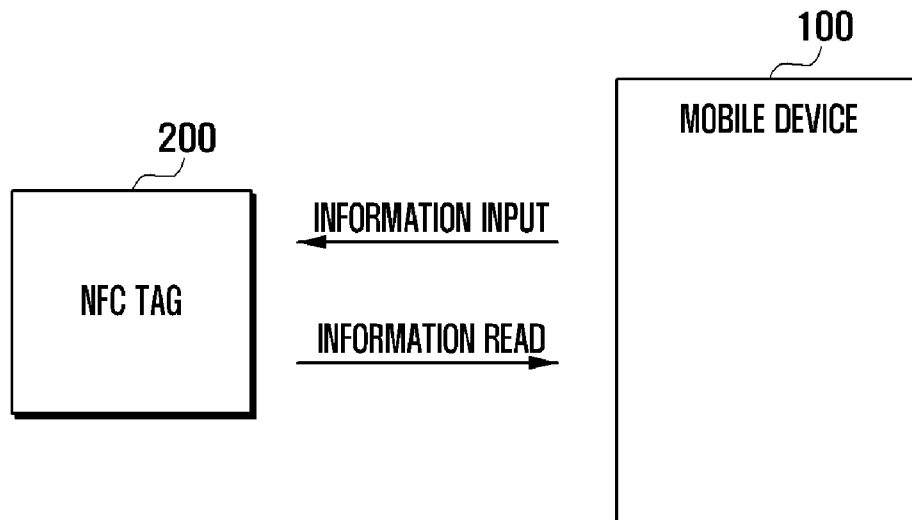 100
MOBILE DEVICE
200
INFORMATION INPUT
NFC TAG
INFORMATION READ